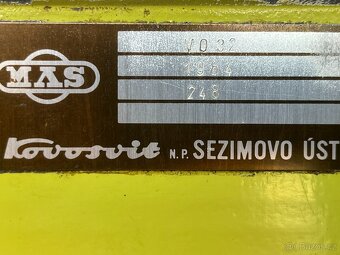 MAS
VO 32
1964
248
Kovosvit N.P. SEZIMOVO ÚST